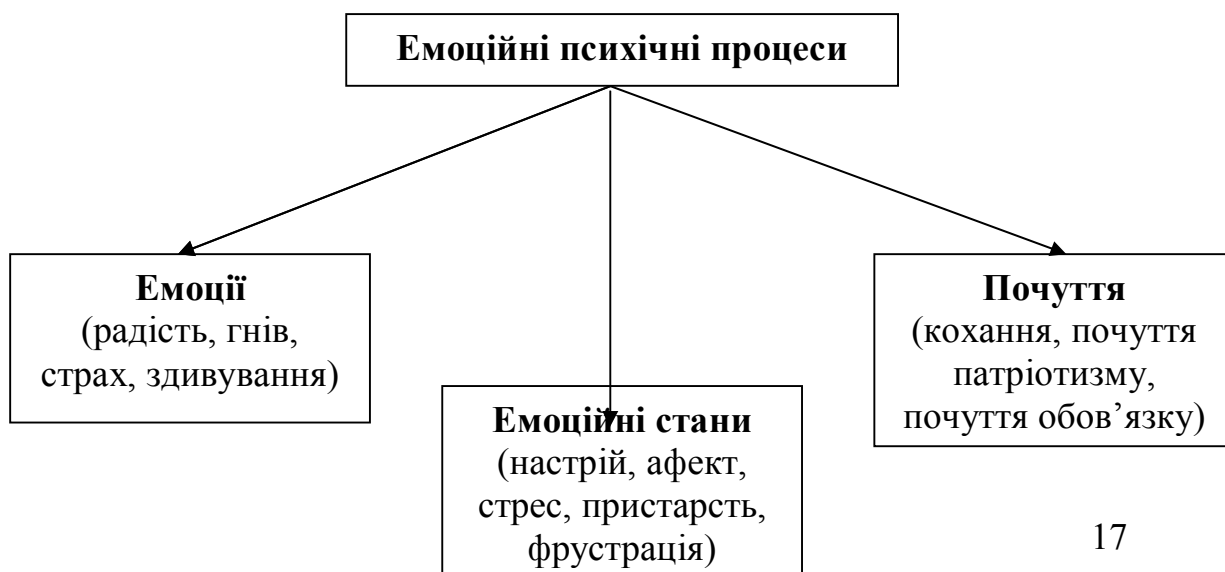 Емоційні психічні процеси
Емоції
(радість, гнів,
страх, здивування)
Емоційні стани
(настрій, афект,
стрес, пристарсть,
фрустрація)
Почуття
(кохання, почуття
патріотизму,
почуття обов’язку)
17